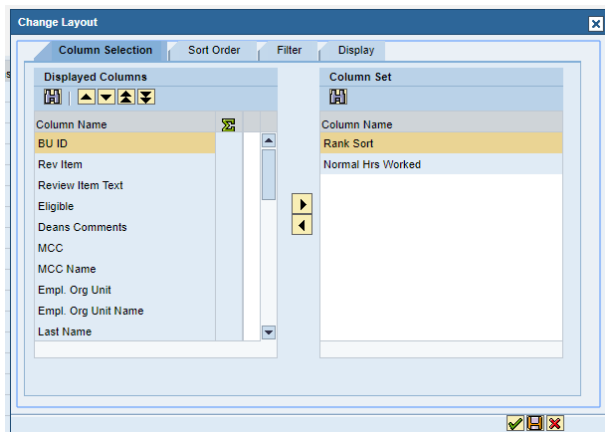 Change Layout
Column Selection Sort Order Filter Display
Displayed Columns
Column Name
BU ID
Rev Item
Review Item Text
Eligible
Deans Comments
MCC
MCC Name
Empl. Org Unit
Empl. Org Unit Name
Last Name
Column Set
Column Name
Rank Sort
Normal Hrs Worked